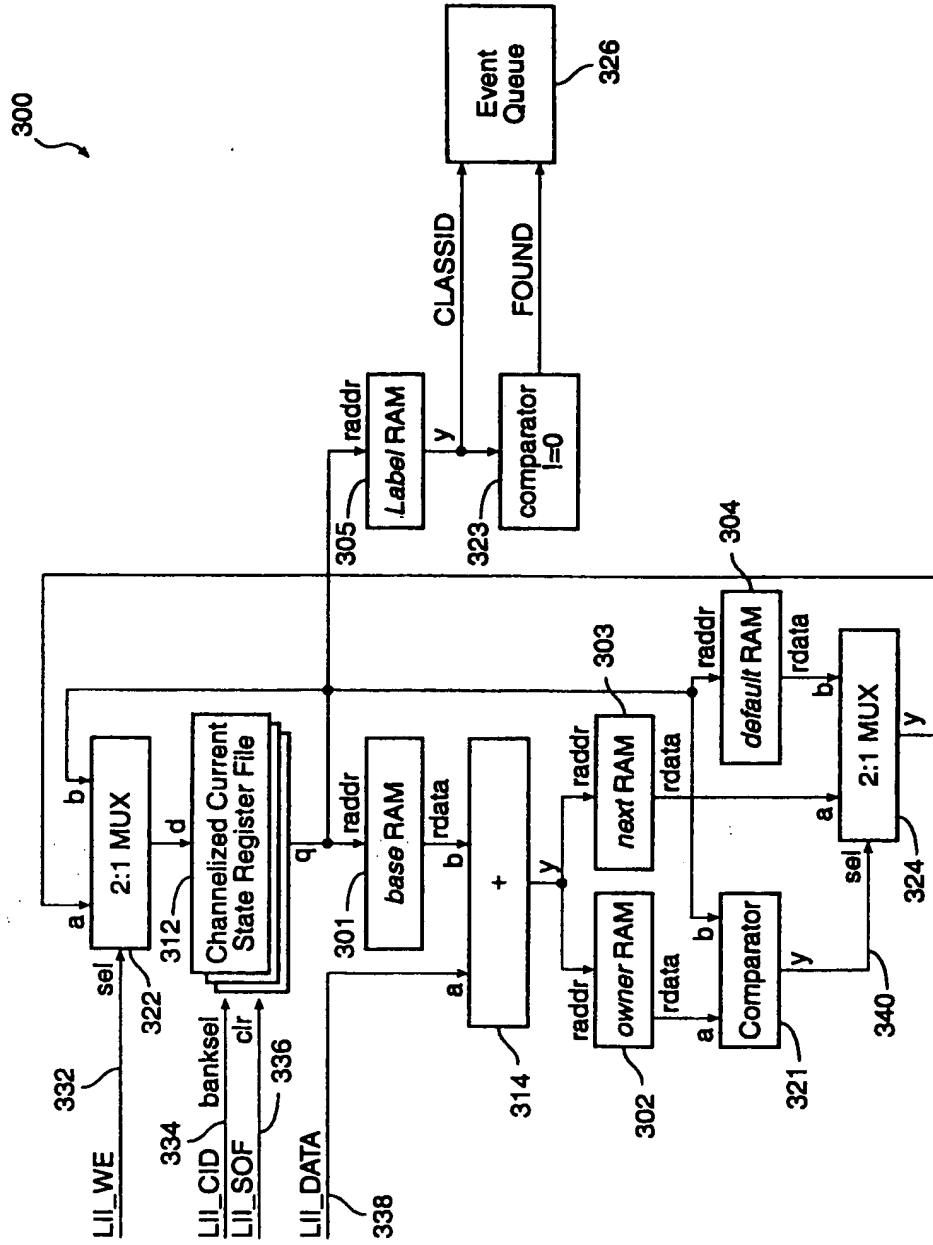 300
LII_WE
332
sel
a
b
2:1 MUX
322
d
LII_CID
334
banksel
LII_SOF
336
clr
312
Channelized Current
State Register File
q
LII_DATA
338
raddr
301
base RAM
rdata
a
b
+
314
y
raddr
302
owner RAM
rdata
raddr
303
next RAM
rdata
a
b
321
Comparator
y
340
raddr
304
default RAM
rdata
sel
a
b
2:1 MUX
324
y
raddr
305
Label RAM
y
CLASSID
323
comparator
!=0
FOUND
Event
Queue
326